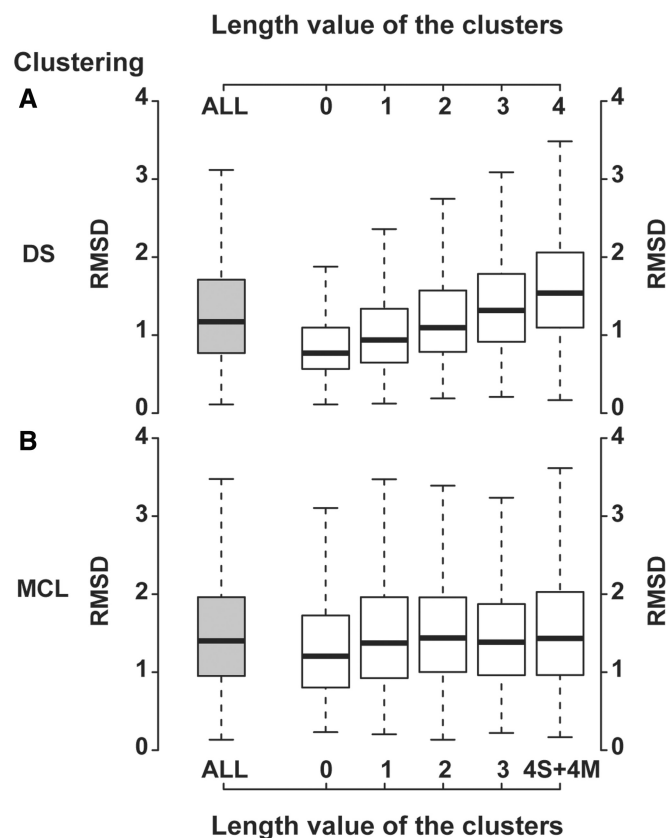 Length value of the clusters
Clustering
A
ALL 0 1 2 3 4
4 3 2 1 0
RMSD
DS
RMSD
4 3 2 1 0
B
4 3 2 1 0
RMSD
MCL
RMSD
4 3 2 1 0
ALL 0 1 2 3 4S+4M
Length value of the clusters